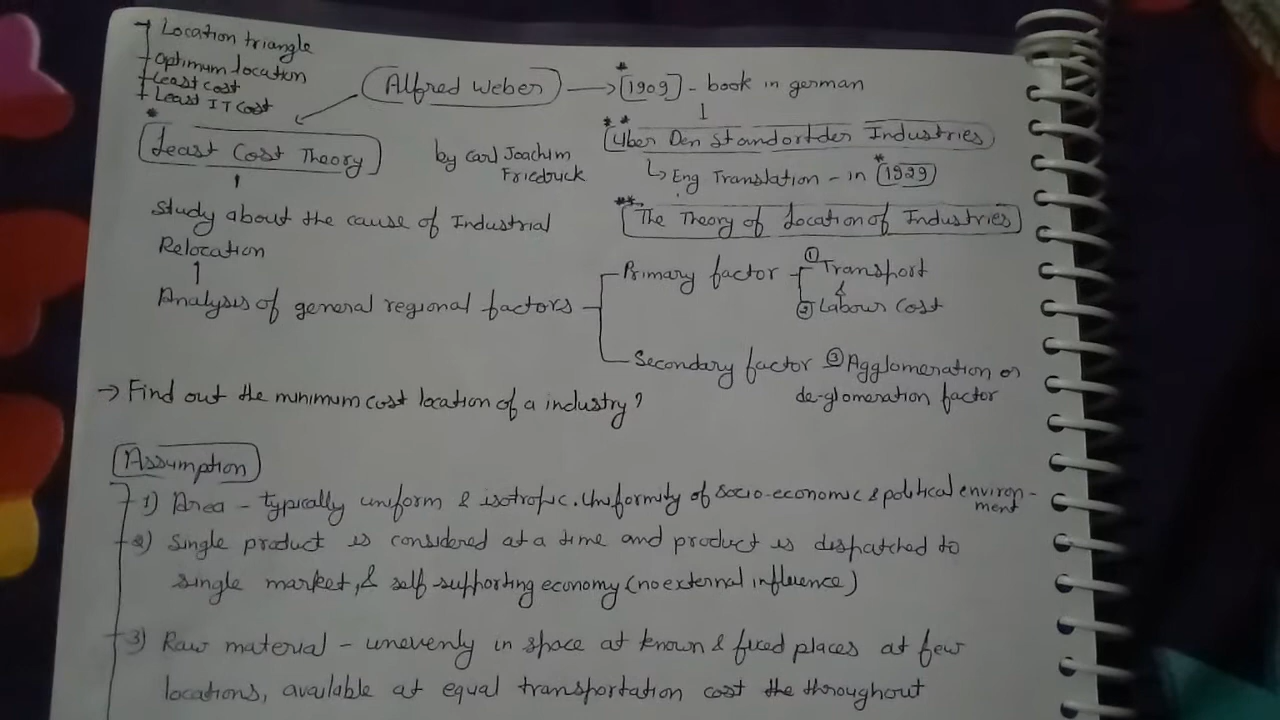 Location triangle
Optimum location
Least cost
Least IT Cost
Alfred Weber → * [1909] - book in german
* Least Cost Theory
by Carl Joachim Friedrick
** Uber Den Standortder Industries
↳ Eng Translation - in * [1929]
** The Theory of Location of Industries
Study about the cause of Industrial
Relocation
Analysis of general regional factors
Primary factor ① Transport
&
② Labour Cost
Secondary factor ③ Agglomeration or
de-glomeration factor
→ Find out the minimum cost location of a industry?
Assumption
1) Area - typically uniform & isotropic. Uniformity of socio-economic & political environ-
ment
2) Single product is considered at a time and product is dispatched to
single market, & self-supporting economy (no external influence)
3) Raw material - unevenly in space at known & fixed places at few
locations, available at equal transportation cost the throughout